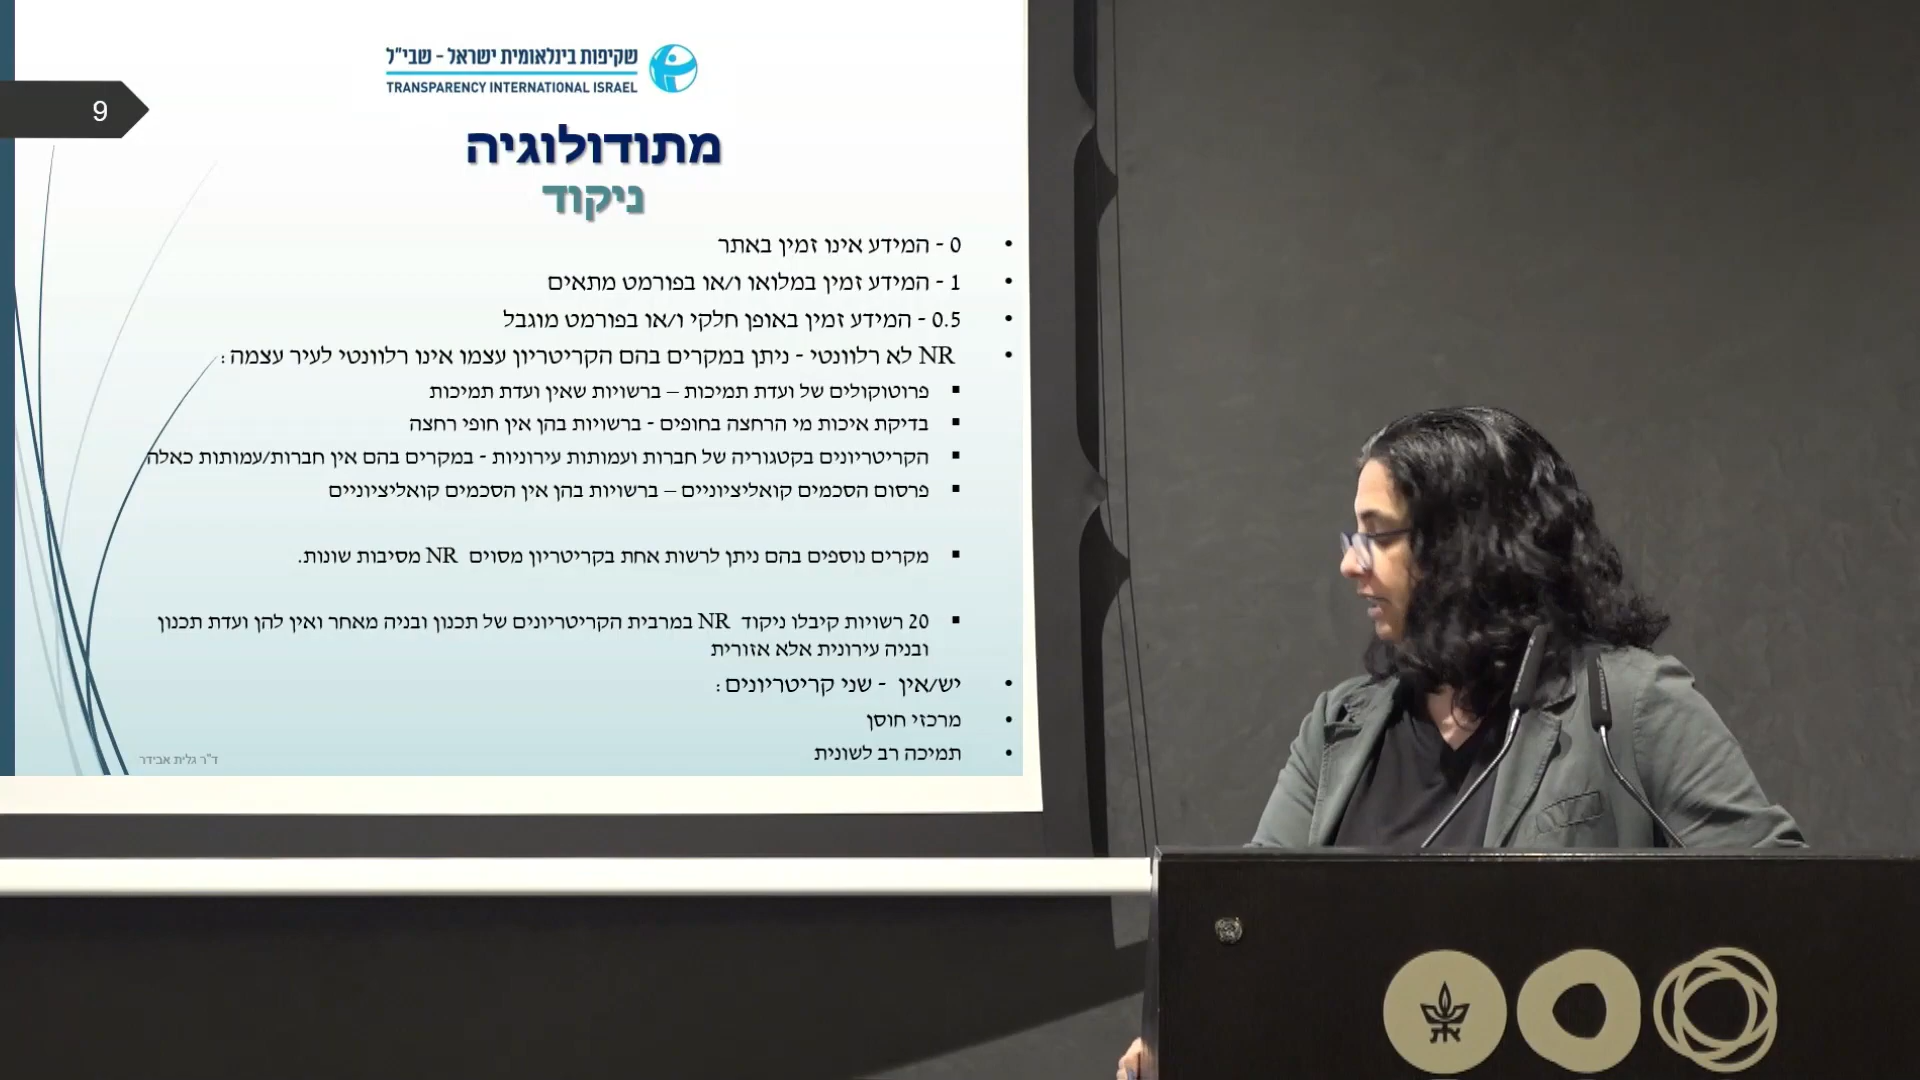 שקיפות בינלאומית ישראל - שבי"ל
TRANSPARENCY INTERNATIONAL ISRAEL
9
מתודולוגיה
ניקוד
• 0 - המידע אינו זמין באתר
• 1 - המידע זמין במלואו ו/או בפורמט מתאים
• 0.5 - המידע זמין באופן חלקי ו/או בפורמט מוגבל
• NR לא רלוונטי - ניתן במקרים בהם הקריטריון עצמו אינו רלוונטי לעיר עצמה:
▪ פרוטוקולים של ועדת תמיכות – ברשויות שאין ועדת תמיכות
▪ בדיקת איכות מי הרחצה בחופים - ברשויות בהן אין חופי רחצה
▪ הקריטריונים בקטגוריה של חברות ועמותות עירוניות - במקרים בהם אין חברות/עמותות כאלה
▪ פרסום הסכמים קואליציוניים – ברשויות בהן אין הסכמים קואליציוניים
▪ מקרים נוספים בהם ניתן לרשות אחת בקריטריון מסוים NR מסיבות שונות.
▪ 20 רשויות קיבלו ניקוד NR במרבית הקריטריונים של תכנון ובניה מאחר ואין להן ועדת תכנון
ובניה עירונית אלא אזורית
• יש/אין - שני קריטריונים:
• מרכזי חוסן
• תמיכה רב לשונית
ד"ר גלית אבידר